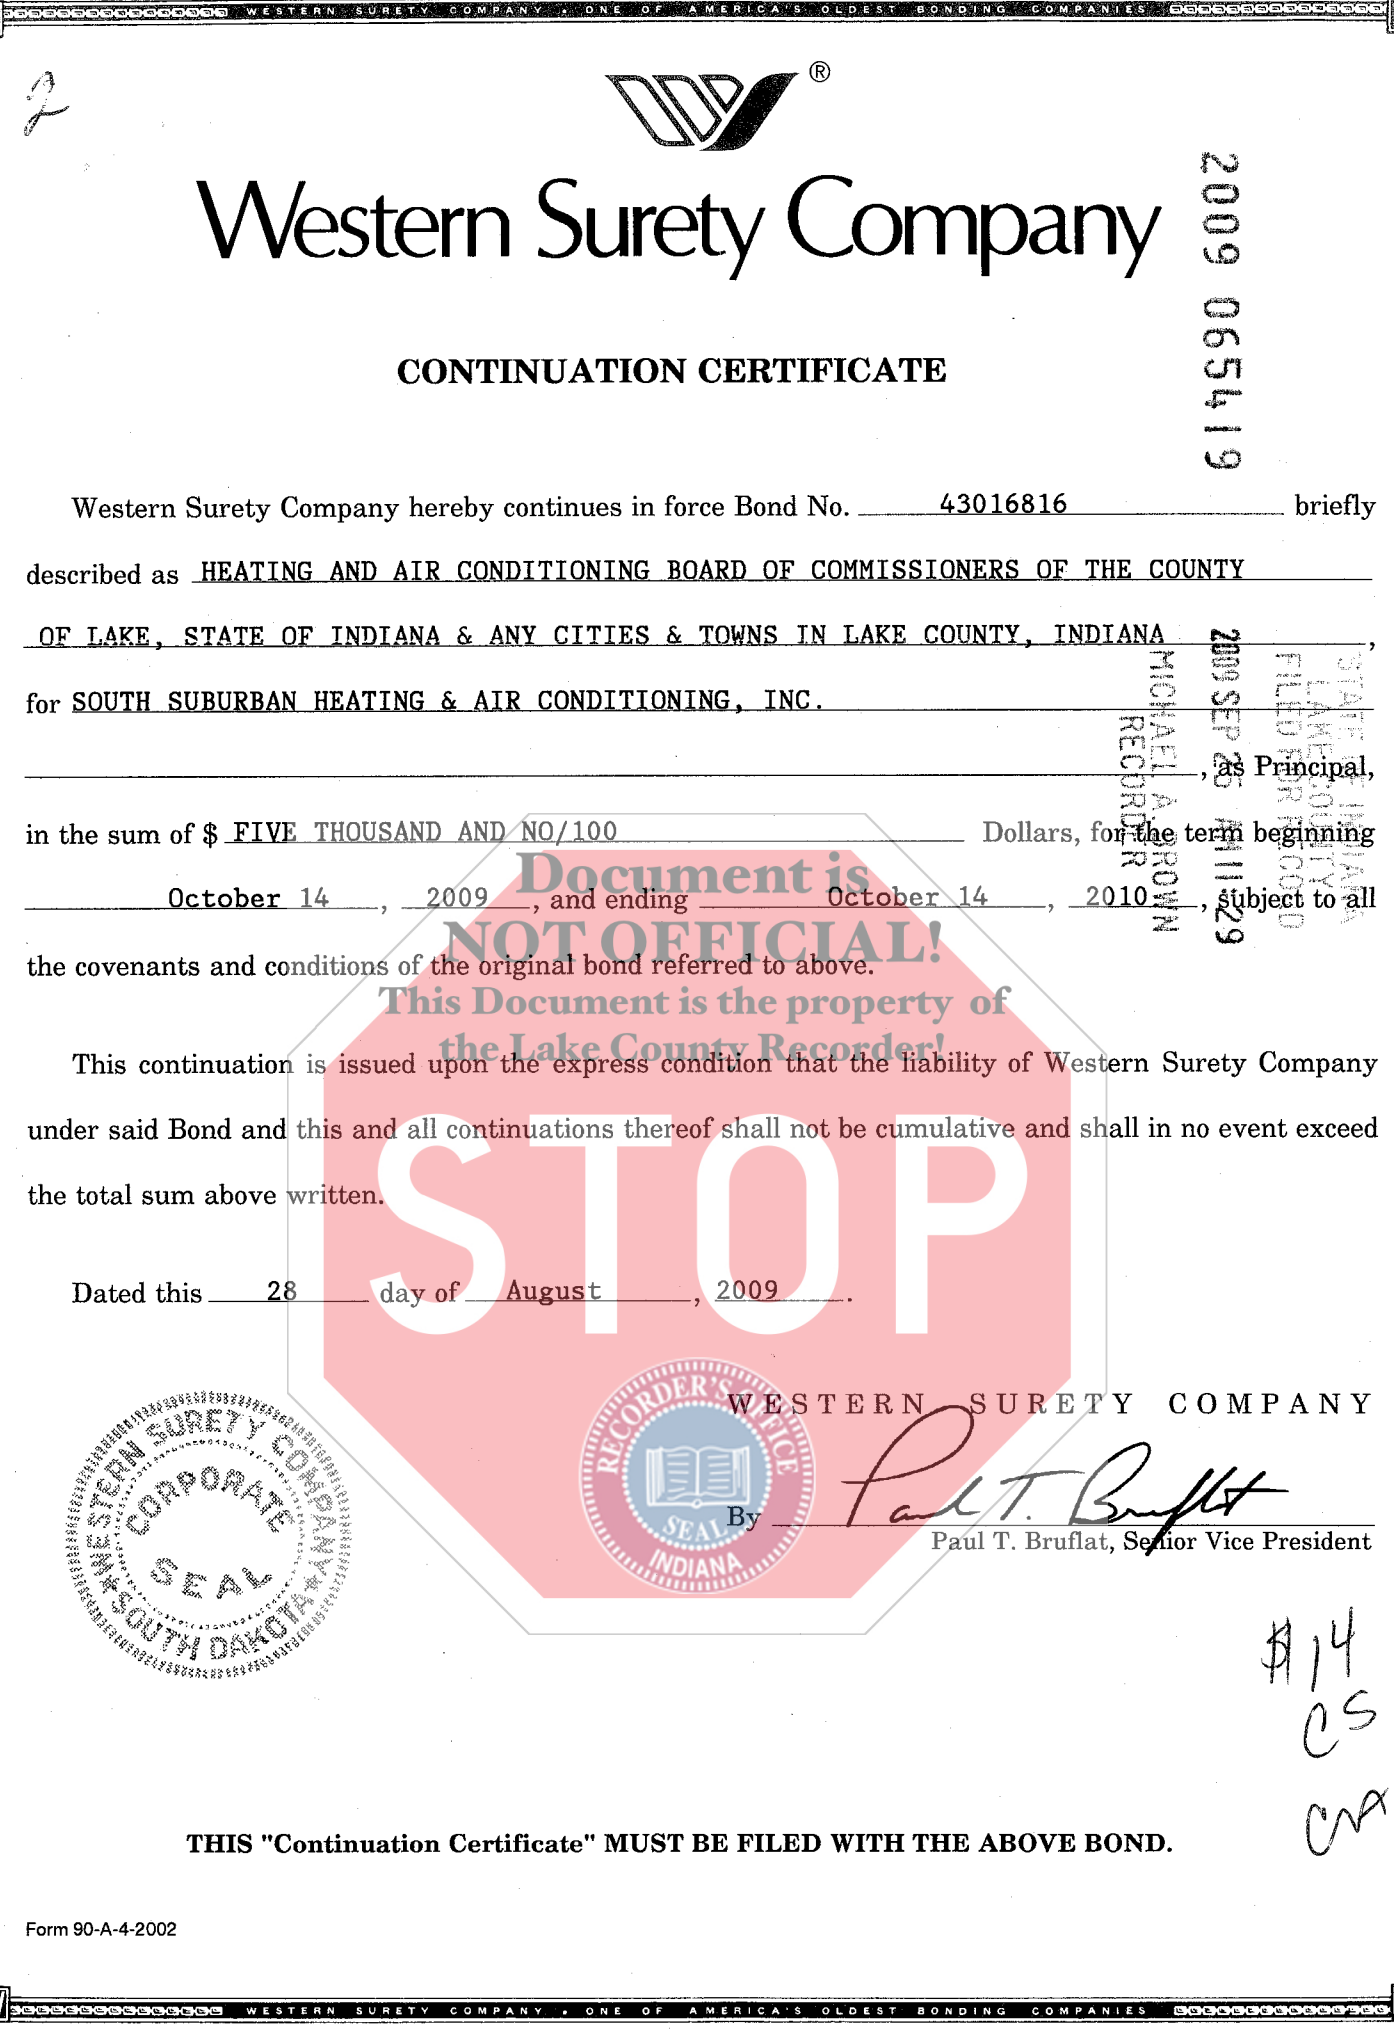 WESTERN SURETY COMPANY • ONE OF AMERICA'S OLDEST BONDING COMPANIES
2
®
Western Surety Company
2009 065419
CONTINUATION CERTIFICATE
Western Surety Company hereby continues in force Bond No. 43016816 briefly
described as HEATING AND AIR CONDITIONING BOARD OF COMMISSIONERS OF THE COUNTY
OF LAKE, STATE OF INDIANA & ANY CITIES & TOWNS IN LAKE COUNTY, INDIANA,
for SOUTH SUBURBAN HEATING & AIR CONDITIONING, INC.
, as Principal,
STATE OF INDIANA
LAKE COUNTY
FILED FOR RECORD
2009 SEP 25 AM 11:29
MICHAEL A. BROWN
RECORDER
in the sum of $ FIVE THOUSAND AND NO/100 Dollars, for the term beginning
October 14, 2009, and ending October 14, 2010, subject to all
the covenants and conditions of the original bond referred to above.
Document is
NOT OFFICIAL!
This Document is the property of
the Lake County Recorder!
This continuation is issued upon the express condition that the liability of Western Surety Company
under said Bond and this and all continuations thereof shall not be cumulative and shall in no event exceed
the total sum above written.
STOP
Dated this 28 day of August, 2009.
WESTERN SURETY COMPANY
By Paul T. Bruflat
Paul T. Bruflat, Senior Vice President
RECORDER'S OFFICE
SEAL
INDIANA
WESTERN SURETY COMPANY
CORPORATE
SEAL
SOUTH DAKOTA
$14
CS
THIS "Continuation Certificate" MUST BE FILED WITH THE ABOVE BOND.
Form 90-A-4-2002
WESTERN SURETY COMPANY • ONE OF AMERICA'S OLDEST BONDING COMPANIES